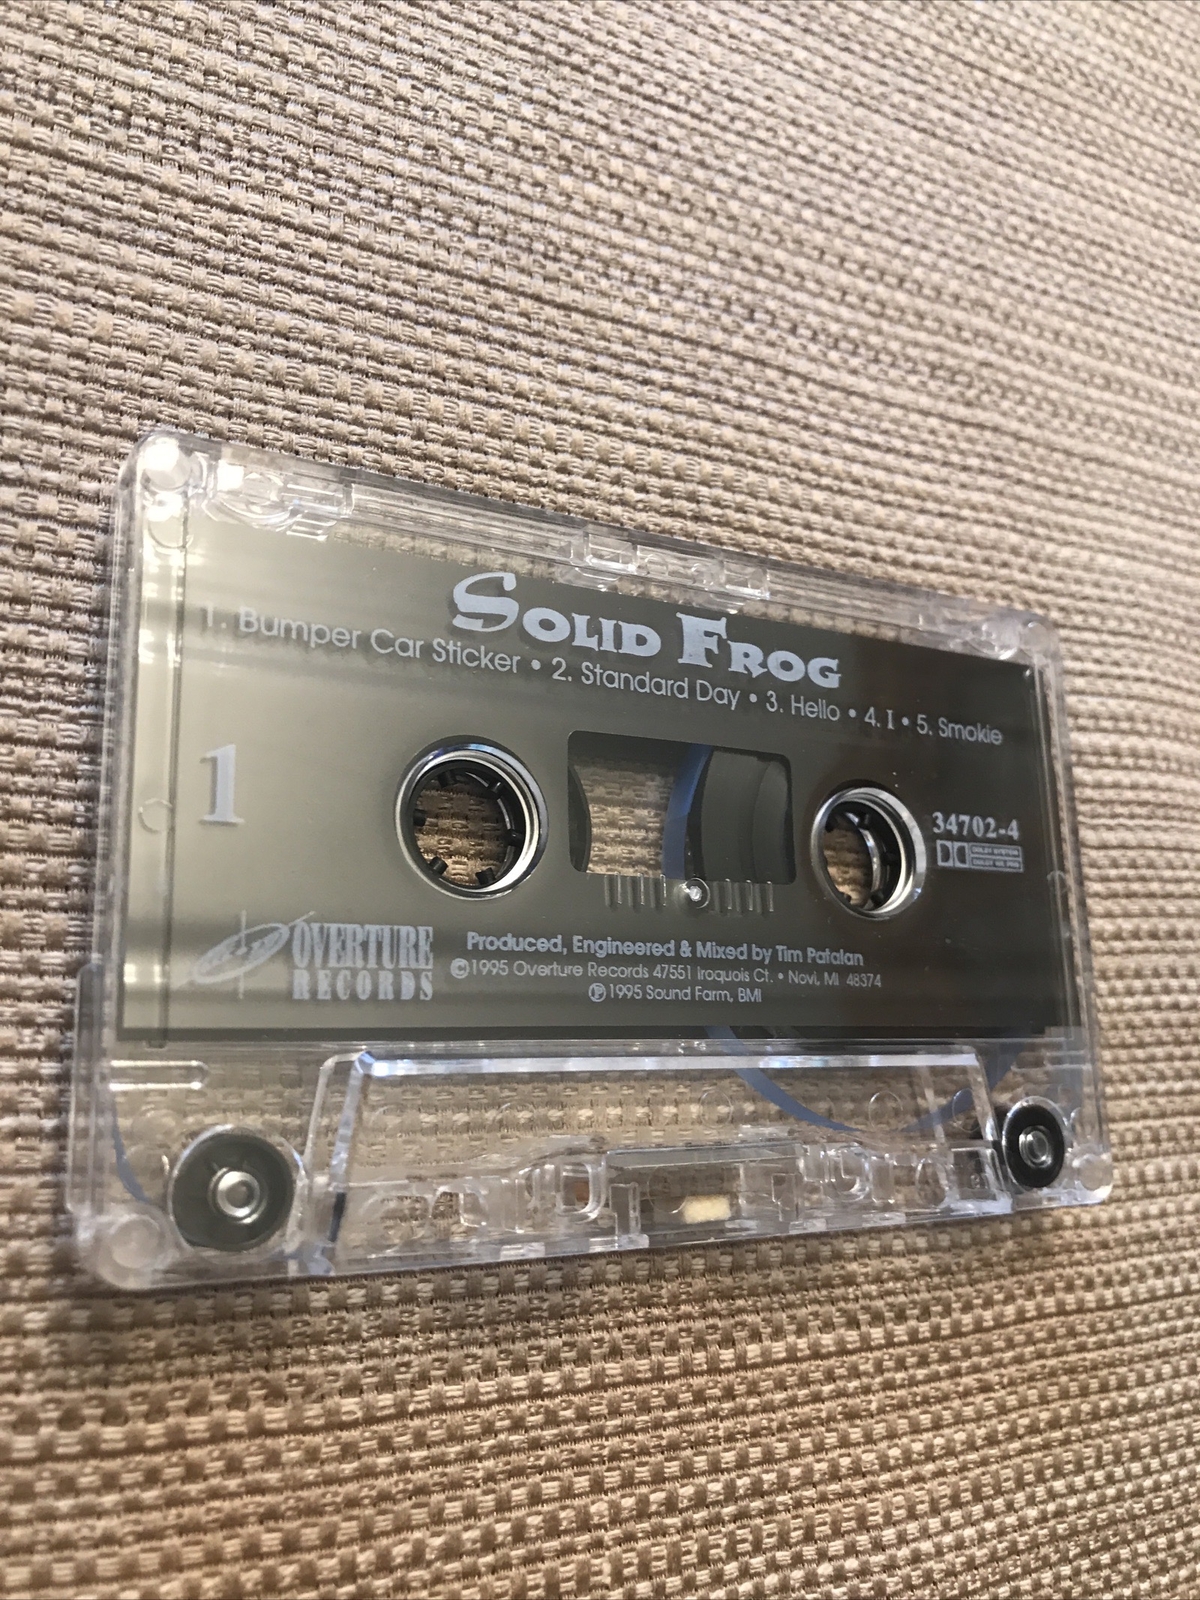 SOLID FROG
1. Bumper Car Sticker • 2. Standard Day • 3. Hello • 4. I • 5. Smokie
1
34702-4
DOLBY SYSTEM
OVERTURE
RECORDS
Produced, Engineered & Mixed by Tim Patalan
©1995 Overture Records 47551 Iroquois Ct. • Novi, MI 48374
℗1995 Sound Farm, BMI